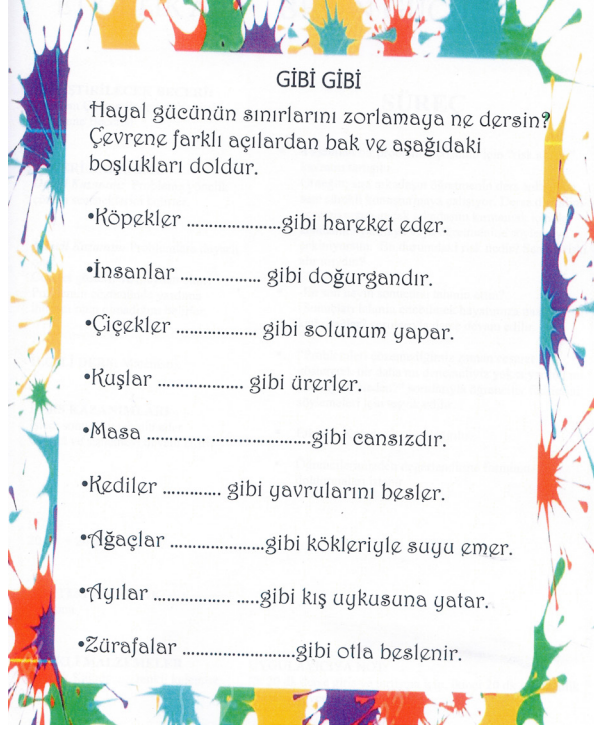 GİBİ GİBİ
Hayal gücünün sınırlarını zorlamaya ne dersin?
Çevrene farklı açılardan bak ve aşağıdaki
boşlukları doldur.
•Köpekler ......................gibi hareket eder.
•İnsanlar ................... gibi doğurgandır.
•Çiçekler ................... gibi solunum yapar.
•Kuşlar .................... gibi ürerler.
•Masa ............. .......................gibi cansızdır.
•Kediler ............. gibi yavrularını besler.
•Ağaçlar ......................gibi kökleriyle suyu emer.
•Ayılar .................. .....gibi kış uykusuna yatar.
•Zürafalar ..........................gibi otla beslenir.